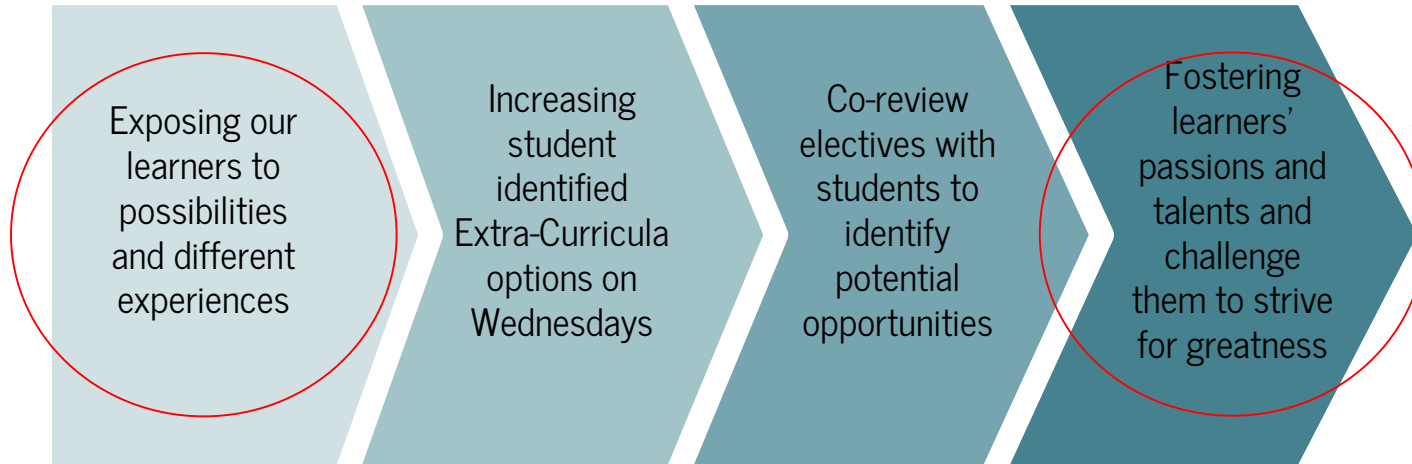 Exposing our
learners to
possibilities
and different
experiences
Increasing
student
identified
Extra-Curricula
options on
Wednesdays
Co-review
electives with
students to
identify
potential
opportunities
Fostering
learners’
passions and
talents and
challenge
them to strive
for greatness